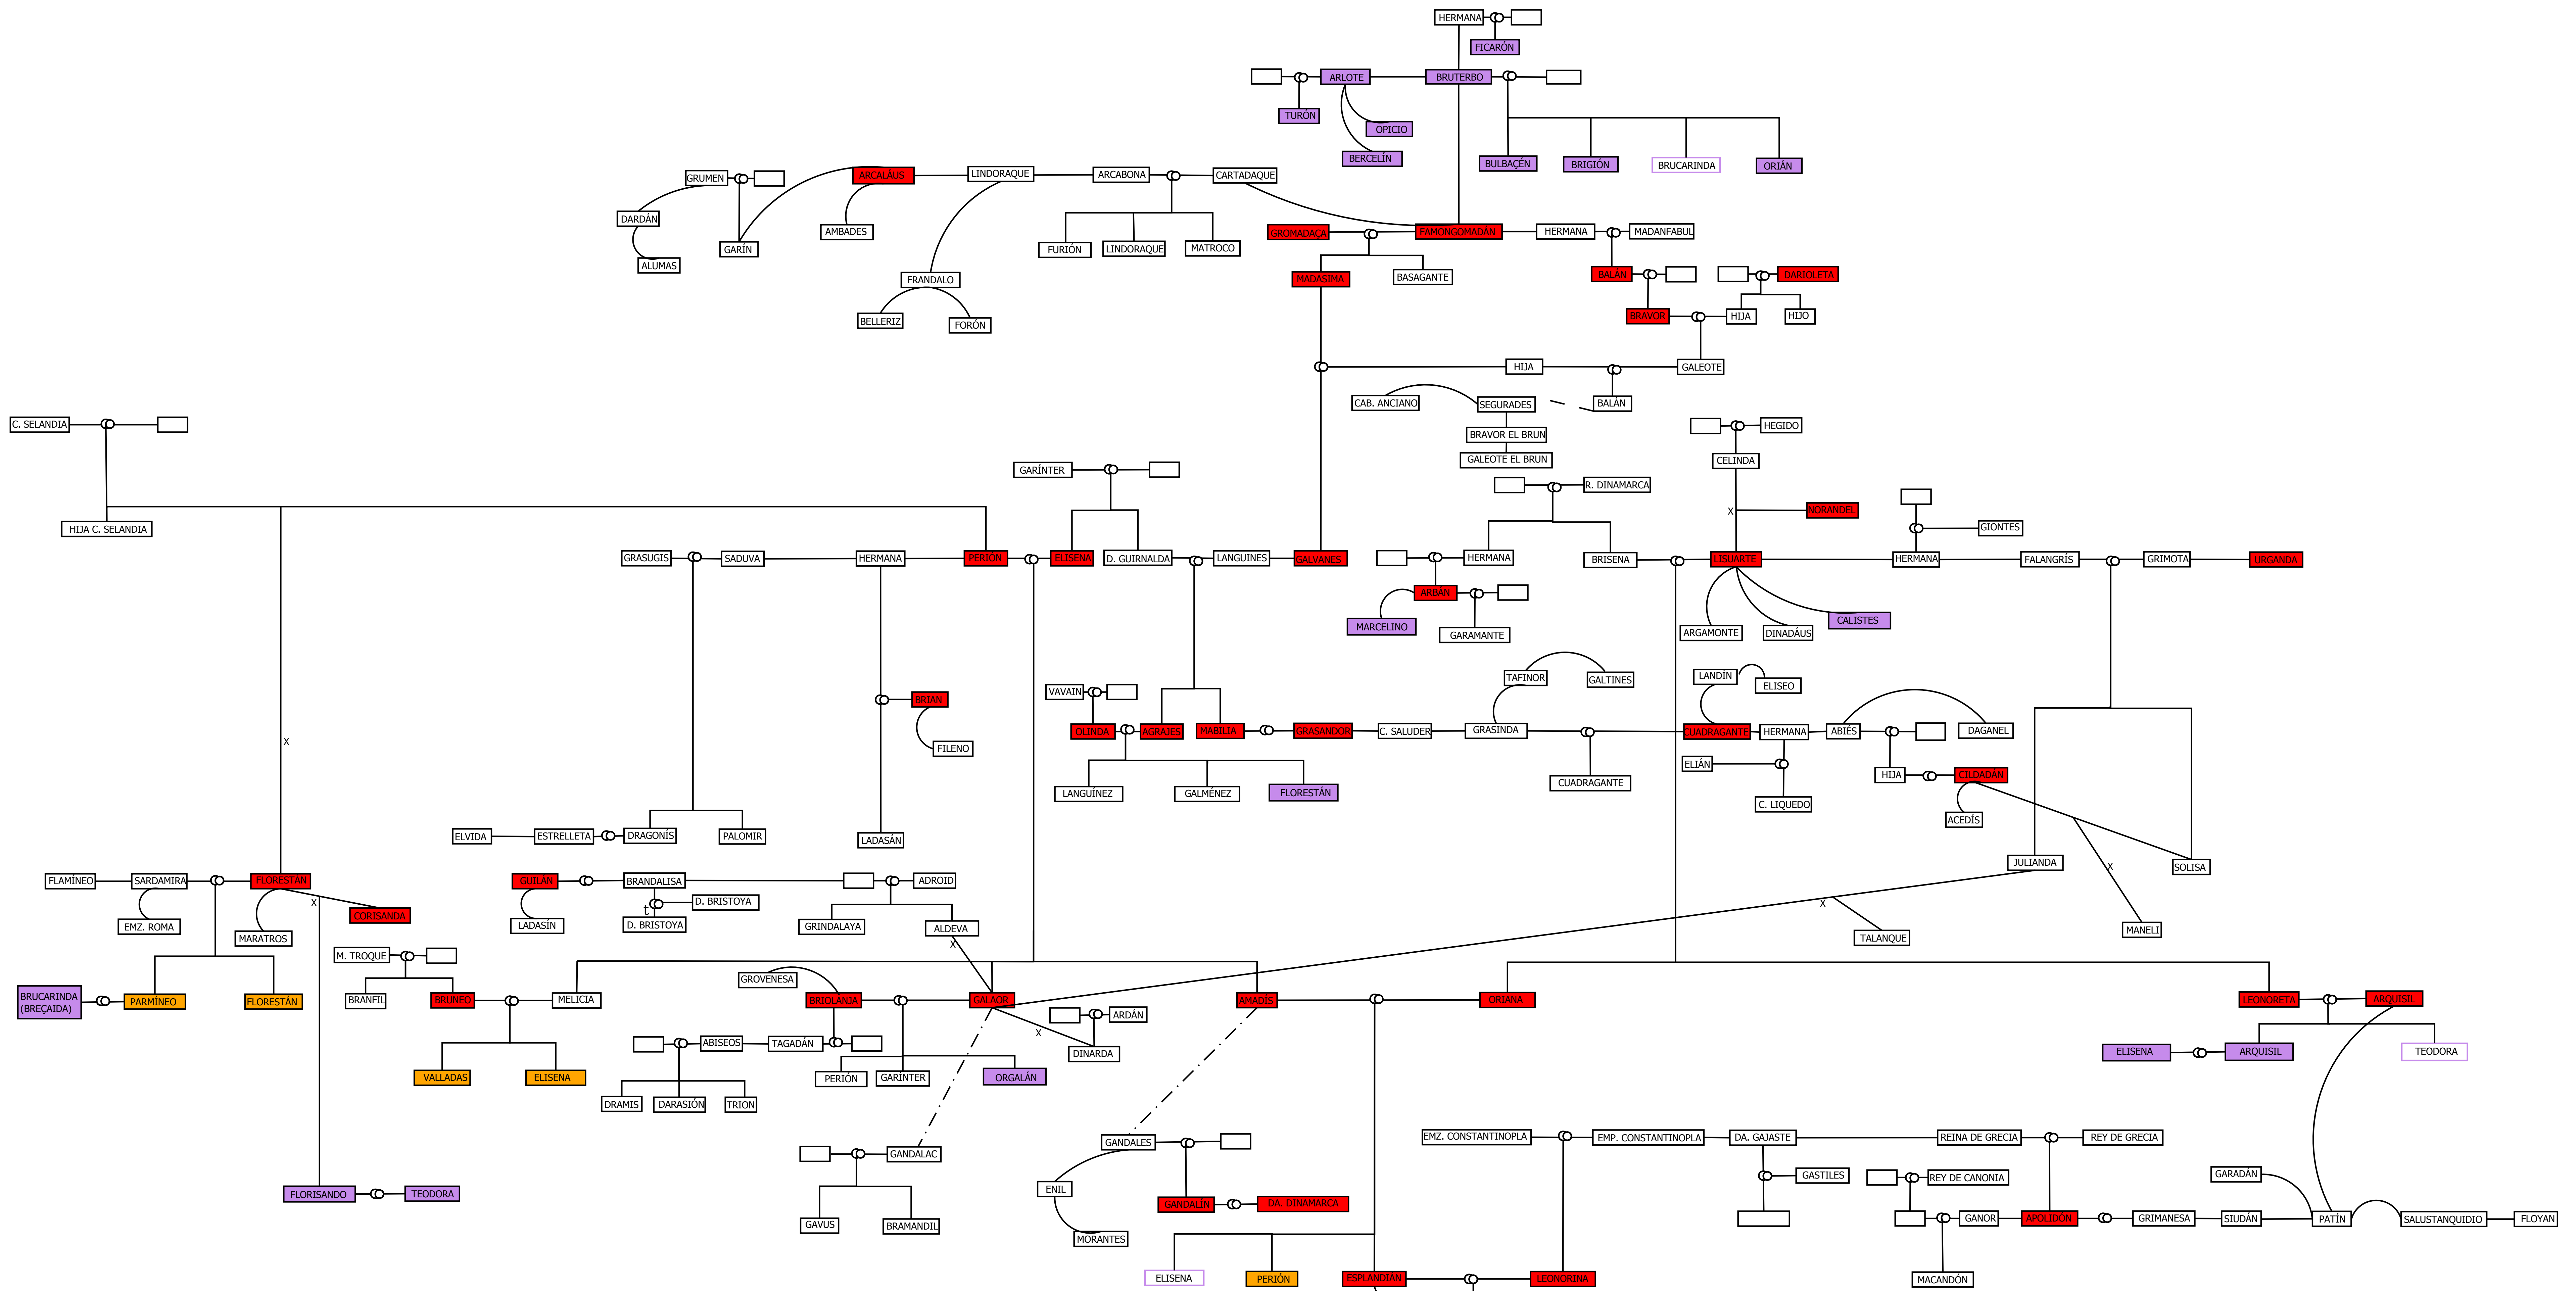 HERMANA
FICARÓN
ARLOTE
BRUTERBO
TURÓN
OPICIO
BERCELÍN
BULBAÇÉN
BRIGIÓN
BRUCARINDA
ORIÁN
GRUMEN
ARCALÁUS
LINDORAQUE
ARCABONA
CARTADAQUE
DARDÁN
GARÍN
AMBADES
FURIÓN
LINDORAQUE
MATROCO
ALUMAS
GROMADAÇA
FAMONGOMADÁN
HERMANA
MADANFABUL
FRANDALO
MADASIMA
BASAGANTE
BALÁN
DARIOLETA
BELLERIZ
FORÓN
BRAVOR
HIJA
HIJO
HIJA
GALEOTE
CAB. ANCIANO
SEGURADES
BALÁN
C. SELANDIA
BRAVOR EL BRUN
HEGIDO
GALEOTE EL BRUN
CELINDA
GARÍNTER
R. DINAMARCA
HIJA C. SELANDIA
X
NORANDEL
GIONTES
GRASUGIS
SADUVA
HERMANA
PERIÓN
ELISENA
D. GUIRNALDA
LANGUINES
GALVANES
HERMANA
BRISENA
LISUARTE
HERMANA
FALANGRÍS
GRIMOTA
URGANDA
ARBÁN
MARCELINO
GARAMANTE
ARGAMONTE
DINADÁUS
CALISTES
TAFINOR
GALTINES
LANDÍN
ELISEO
BRIAN
VAVAIN
FILENO
X
OLINDA
AGRAJES
MABILIA
GRASANDOR
C. SALUDER
GRASINDA
CUADRAGANTE
HERMANA
ABIÉS
DAGANEL
ELIÁN
HIJA
CILDADÁN
CUADRAGANTE
LANGUÍNEZ
GALMÉNEZ
FLORESTÁN
C. LIQUEDO
ACEDÍS
ELVIDA
ESTRELLETA
DRAGONÍS
PALOMIR
LADASÁN
JULIANDA
X
SOLISA
FLAMÍNEO
SARDAMIRA
FLORESTÁN
GUILÁN
BRANDALISA
ADROID
X
D. BRISTOYA
X
EMZ. ROMA
CORISANDA
LADASÍN
t
D. BRISTOYA
GRINDALAYA
ALDEVA
MARATROS
X
TALANQUE
MANELI
M. TROQUE
GROVENESA
BRUCARINDA
(BREÇAIDA)
PARMÍNEO
FLORESTÁN
BRANFIL
BRUNEO
MELICIA
BRIOLANJA
GALAOR
AMADÍS
ORIANA
LEONORETA
ARQUISIL
ARDÁN
X
ABISEOS
TAGADÁN
DINARDA
ELISENA
ARQUISIL
TEODORA
VALLADAS
ELISENA
PERIÓN
GARÍNTER
ORGALÁN
DRAMIS
DARASIÓN
TRION
GANDALES
EMZ. CONSTANTINOPLA
EMP. CONSTANTINOPLA
DA. GAJASTE
REINA DE GRECIA
REY DE GRECIA
GANDALAC
GASTILES
REY DE CANONIA
GARADÁN
FLORISANDO
TEODORA
ENIL
GANDALÍN
DA. DINAMARCA
GAVUS
BRAMANDIL
GANOR
APOLIDÓN
GRIMANESA
SIUDÁN
PATÍN
SALUSTANQUIDIO
FLOYAN
MORANTES
ELISENA
PERIÓN
ESPLANDIÁN
LEONORINA
MACANDÓN